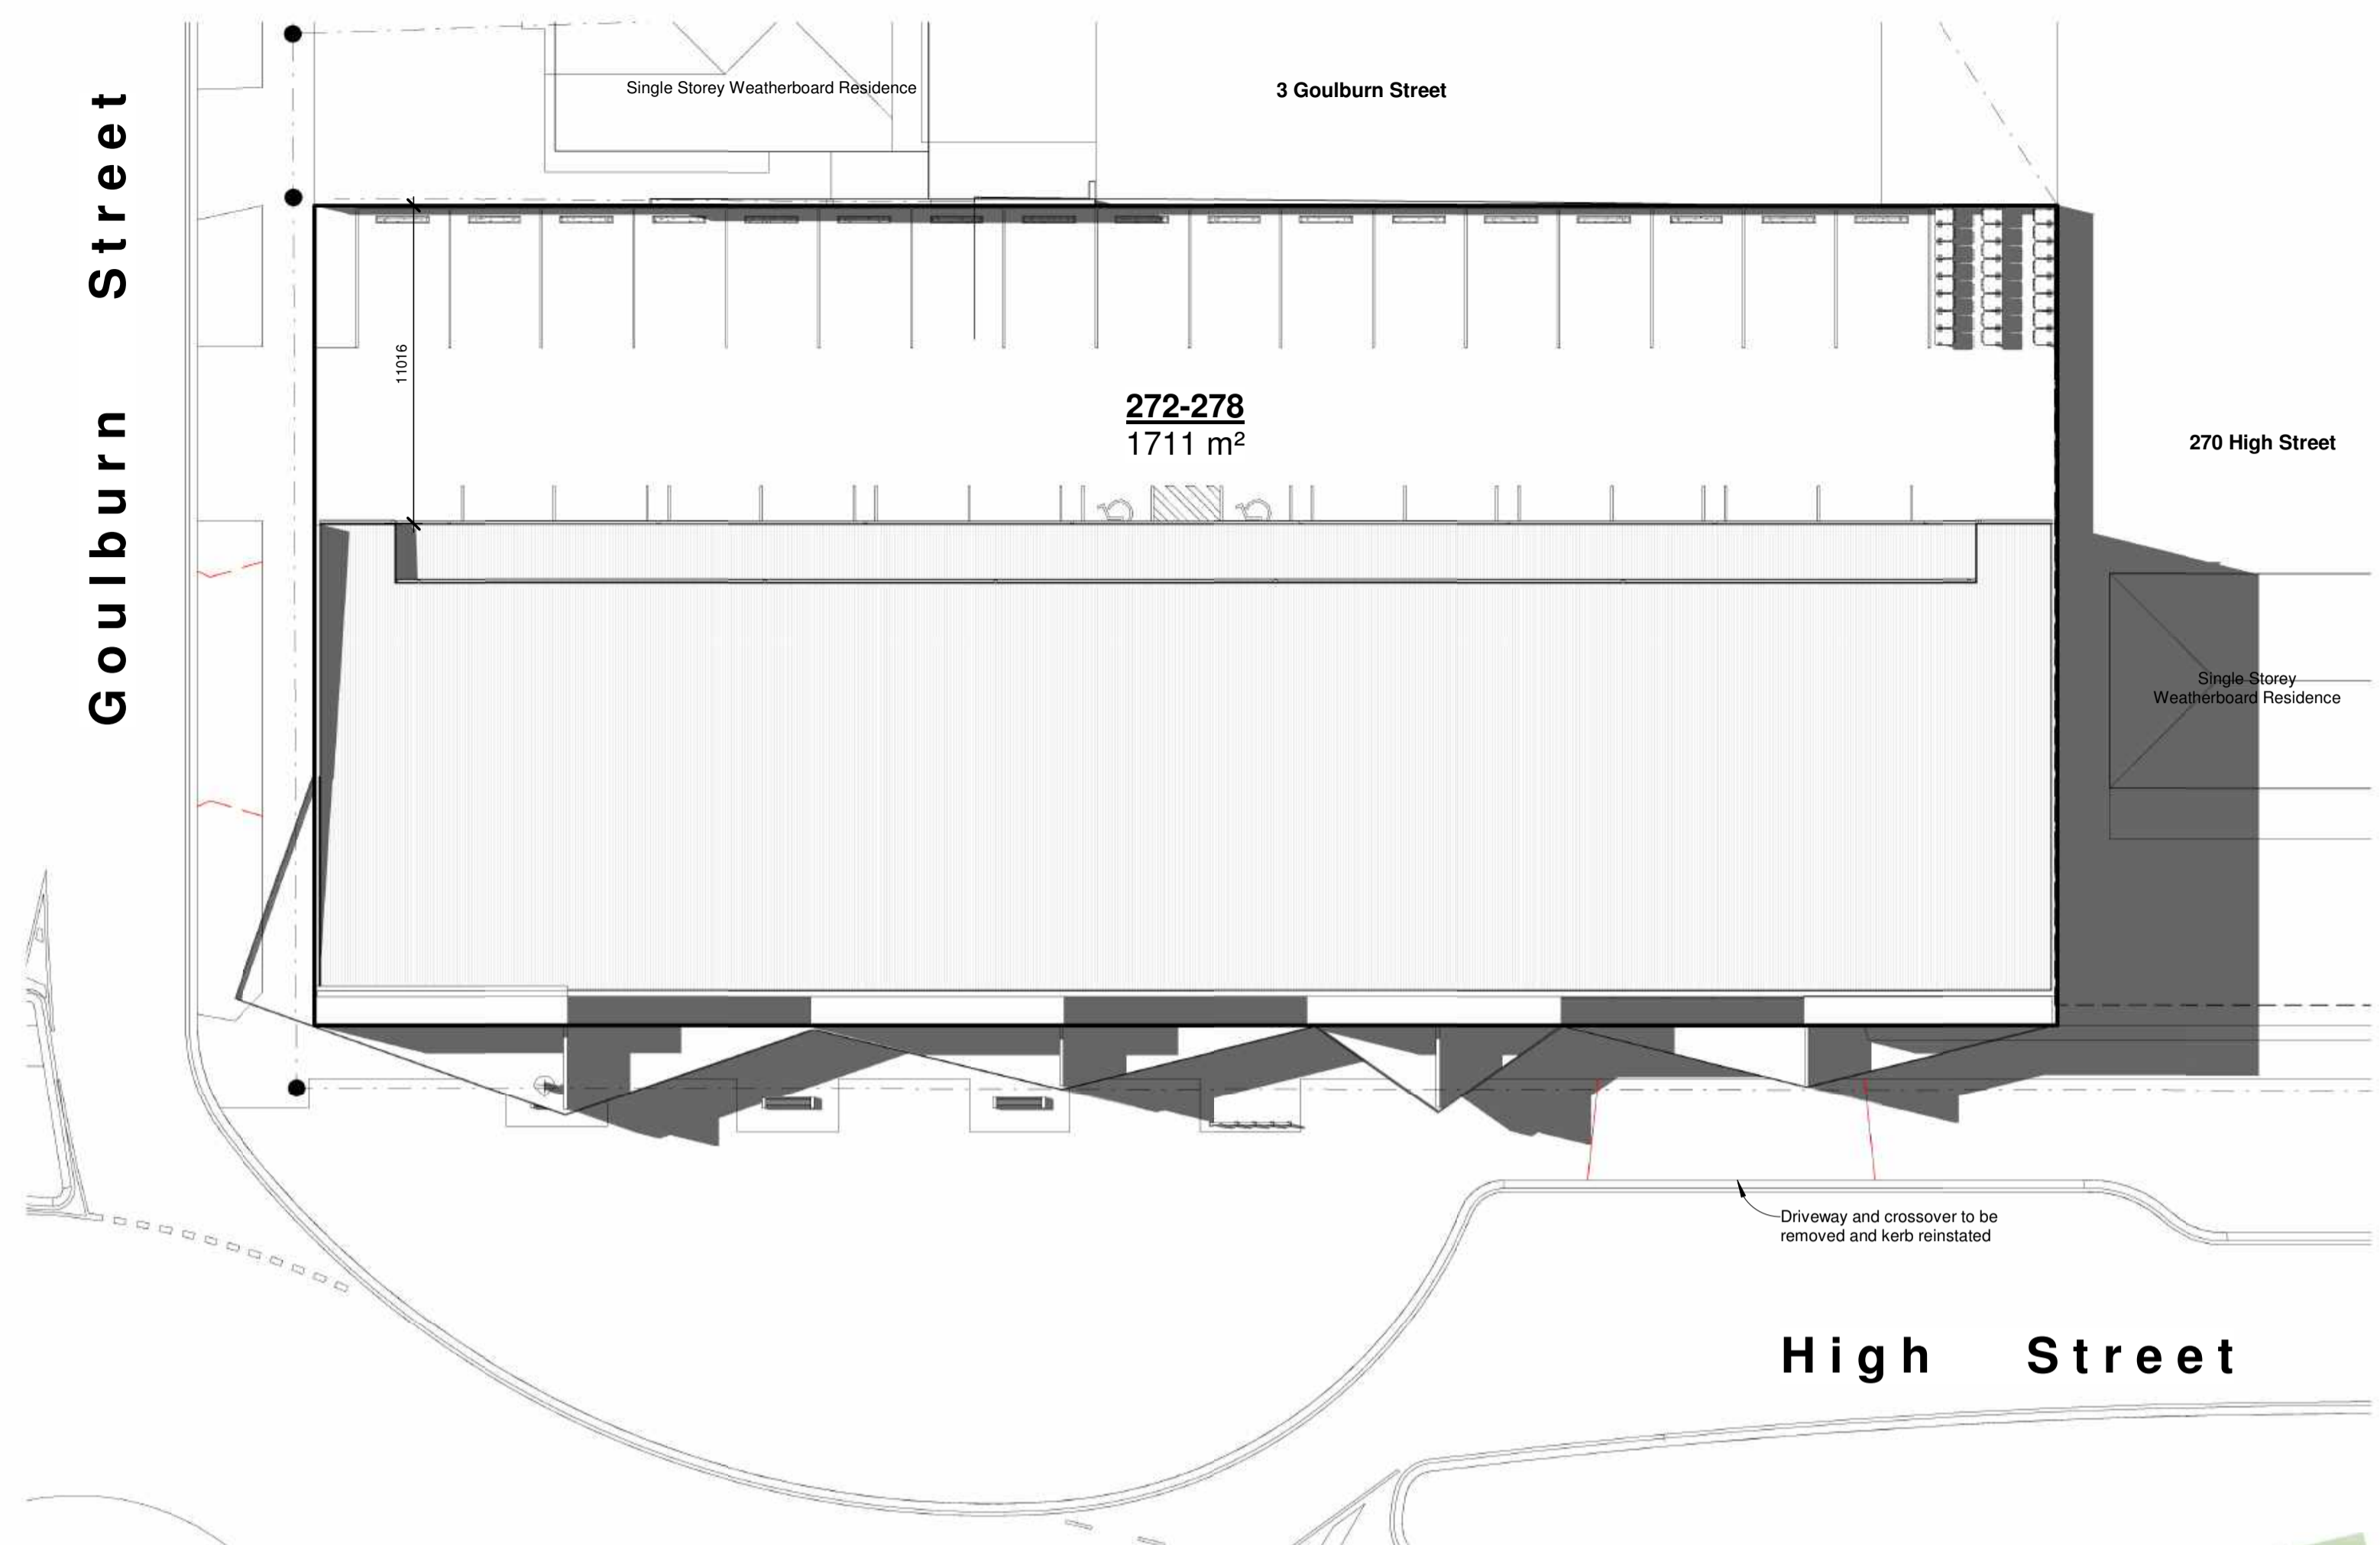 Single Storey Weatherboard Residence
3 Goulburn Street
Goulburn Street
11016
272-278
1711 m²
270 High Street
Single Storey
Weatherboard Residence
Driveway and crossover to be
removed and kerb reinstated
High Street